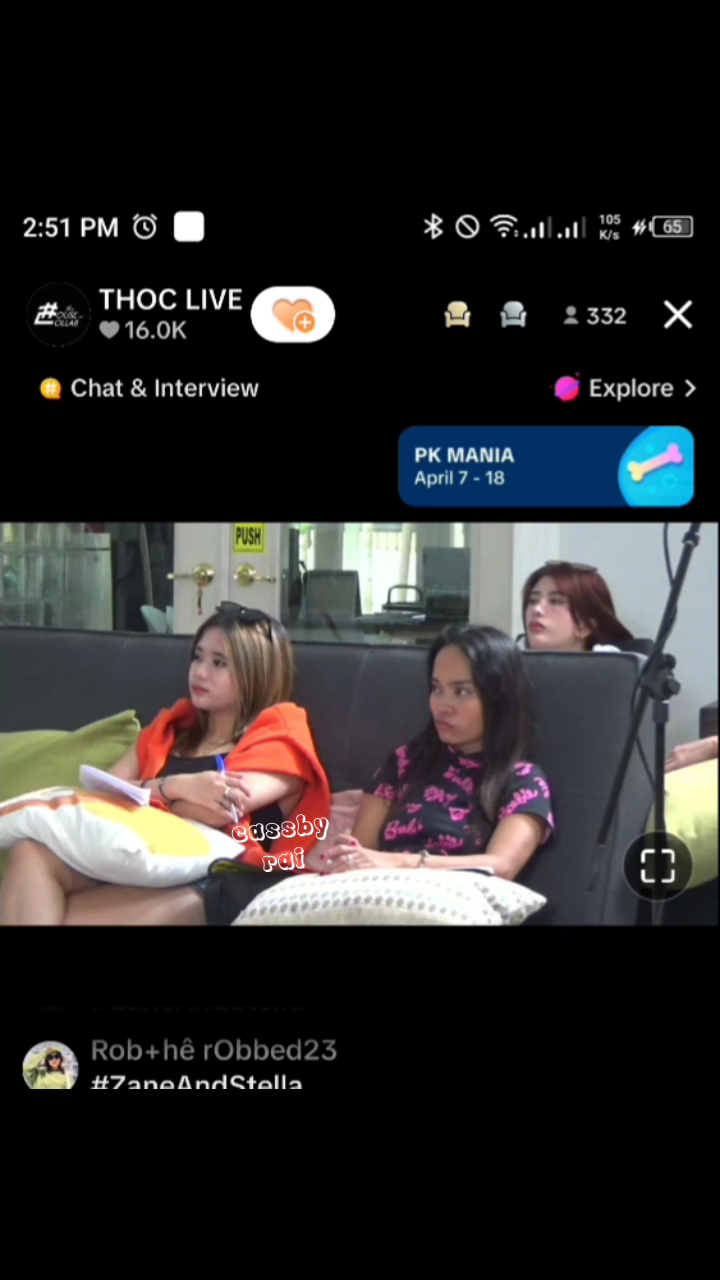 2:51 PM
105
K/s
65
#
THOC LIVE
16.0K
332
Chat & Interview
Explore
PK MANIA
April 7 - 18
PUSH
cassby
rai
Rob+hê rObbed23
#ZaneAndStella